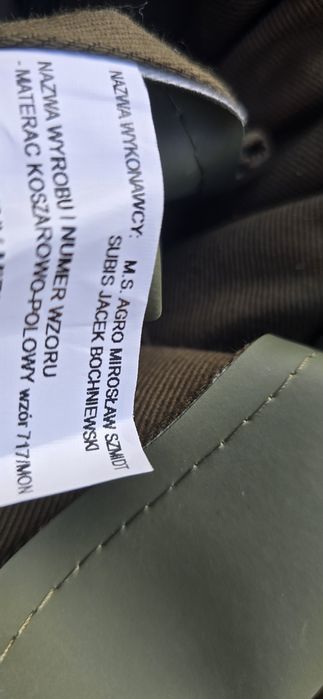 NAZWA WYKONAWCY: M.S. AGRO MIROSŁAW SZMIDT
SUBIS JACEK BOCHNIEWSKI
NAZWA WYROBU I NUMER WZORU
- MATERAC KOSZAROWO-POLOWY wzór 717/MON